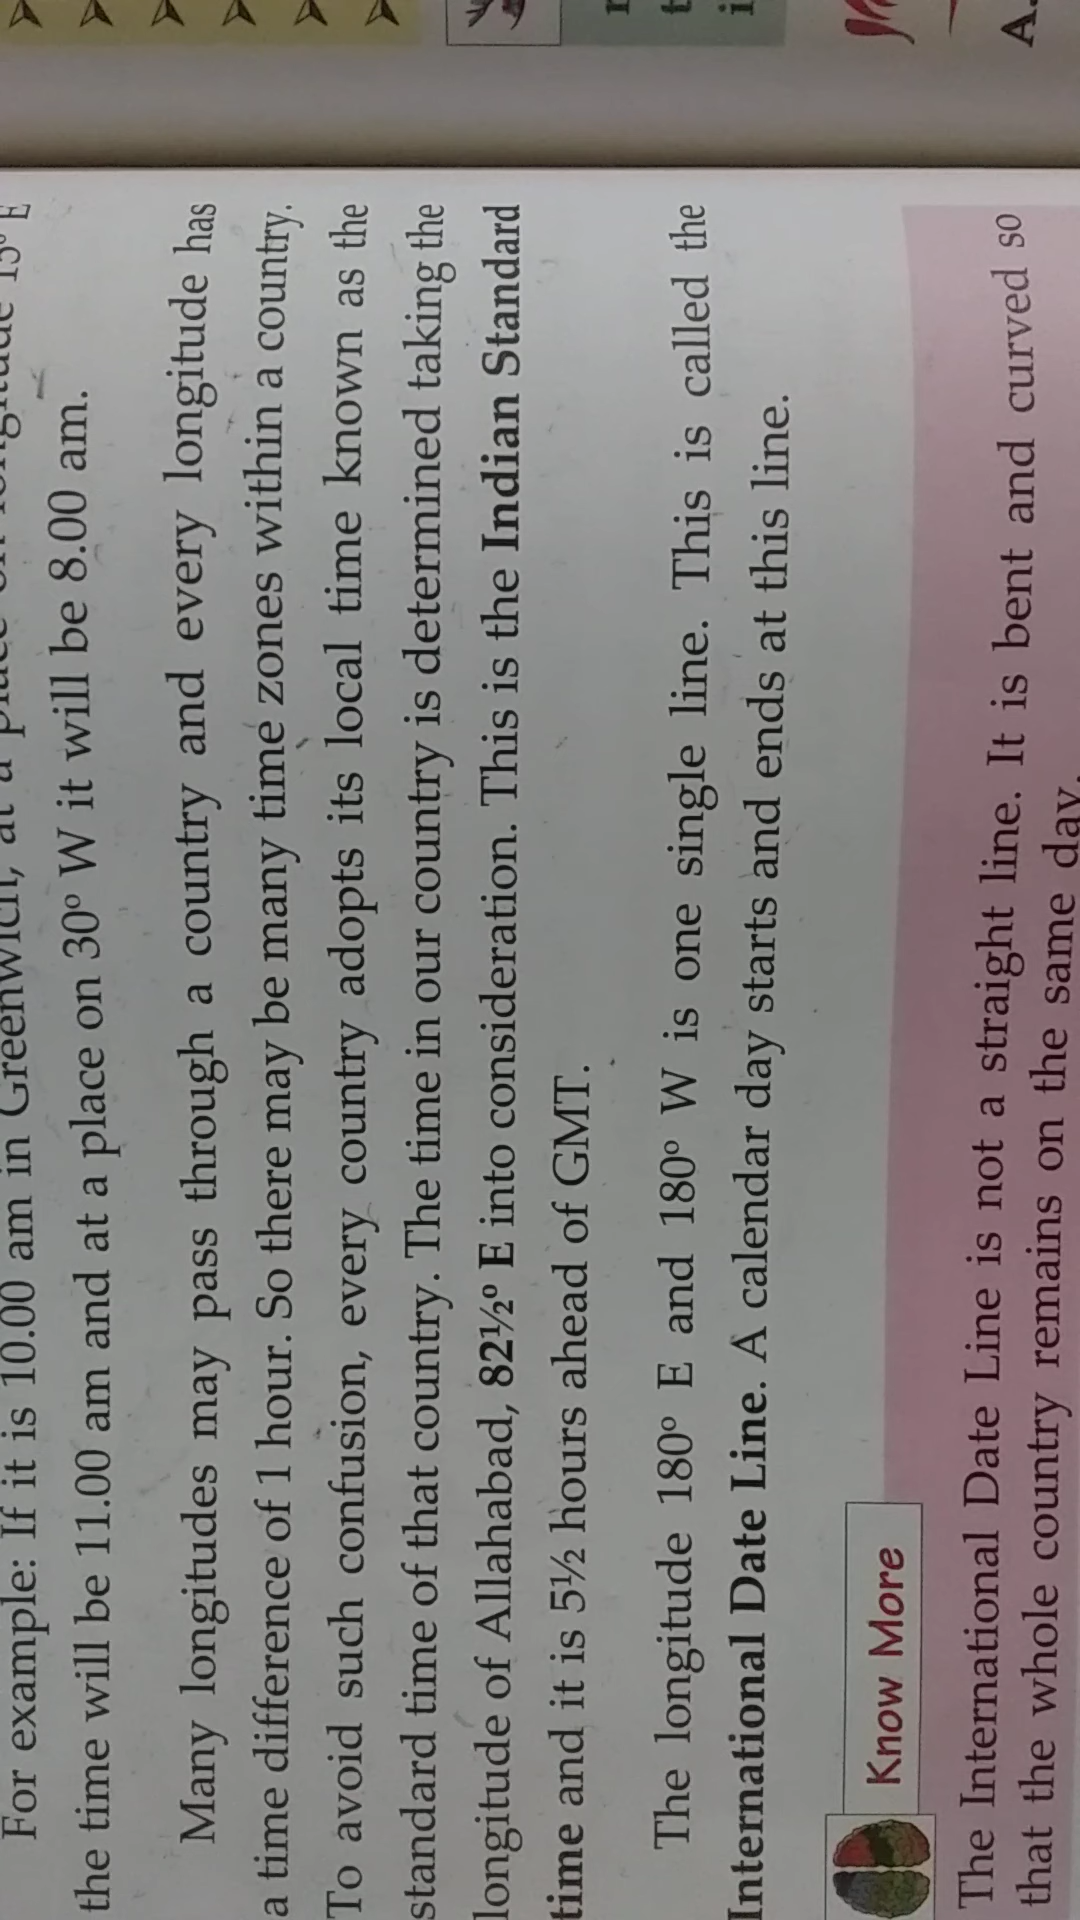 For example: If it is 10.00 am in Greenwich, at a place on longitude 15º E
the time will be 11.00 am and at a place on 30º W it will be 8.00 am.
Many longitudes may pass through a country and every longitude has
a time difference of 1 hour. So there may be many time zones within a country.
To avoid such confusion, every country adopts its local time known as the
standard time of that country. The time in our country is determined taking the
longitude of Allahabad, 82½º E into consideration. This is the Indian Standard
time and it is 5½ hours ahead of GMT.
The longitude 180º E and 180º W is one single line. This is called the
International Date Line. A calendar day starts and ends at this line.
Know More
The International Date Line is not a straight line. It is bent and curved so
that the whole country remains on the same day.
A.